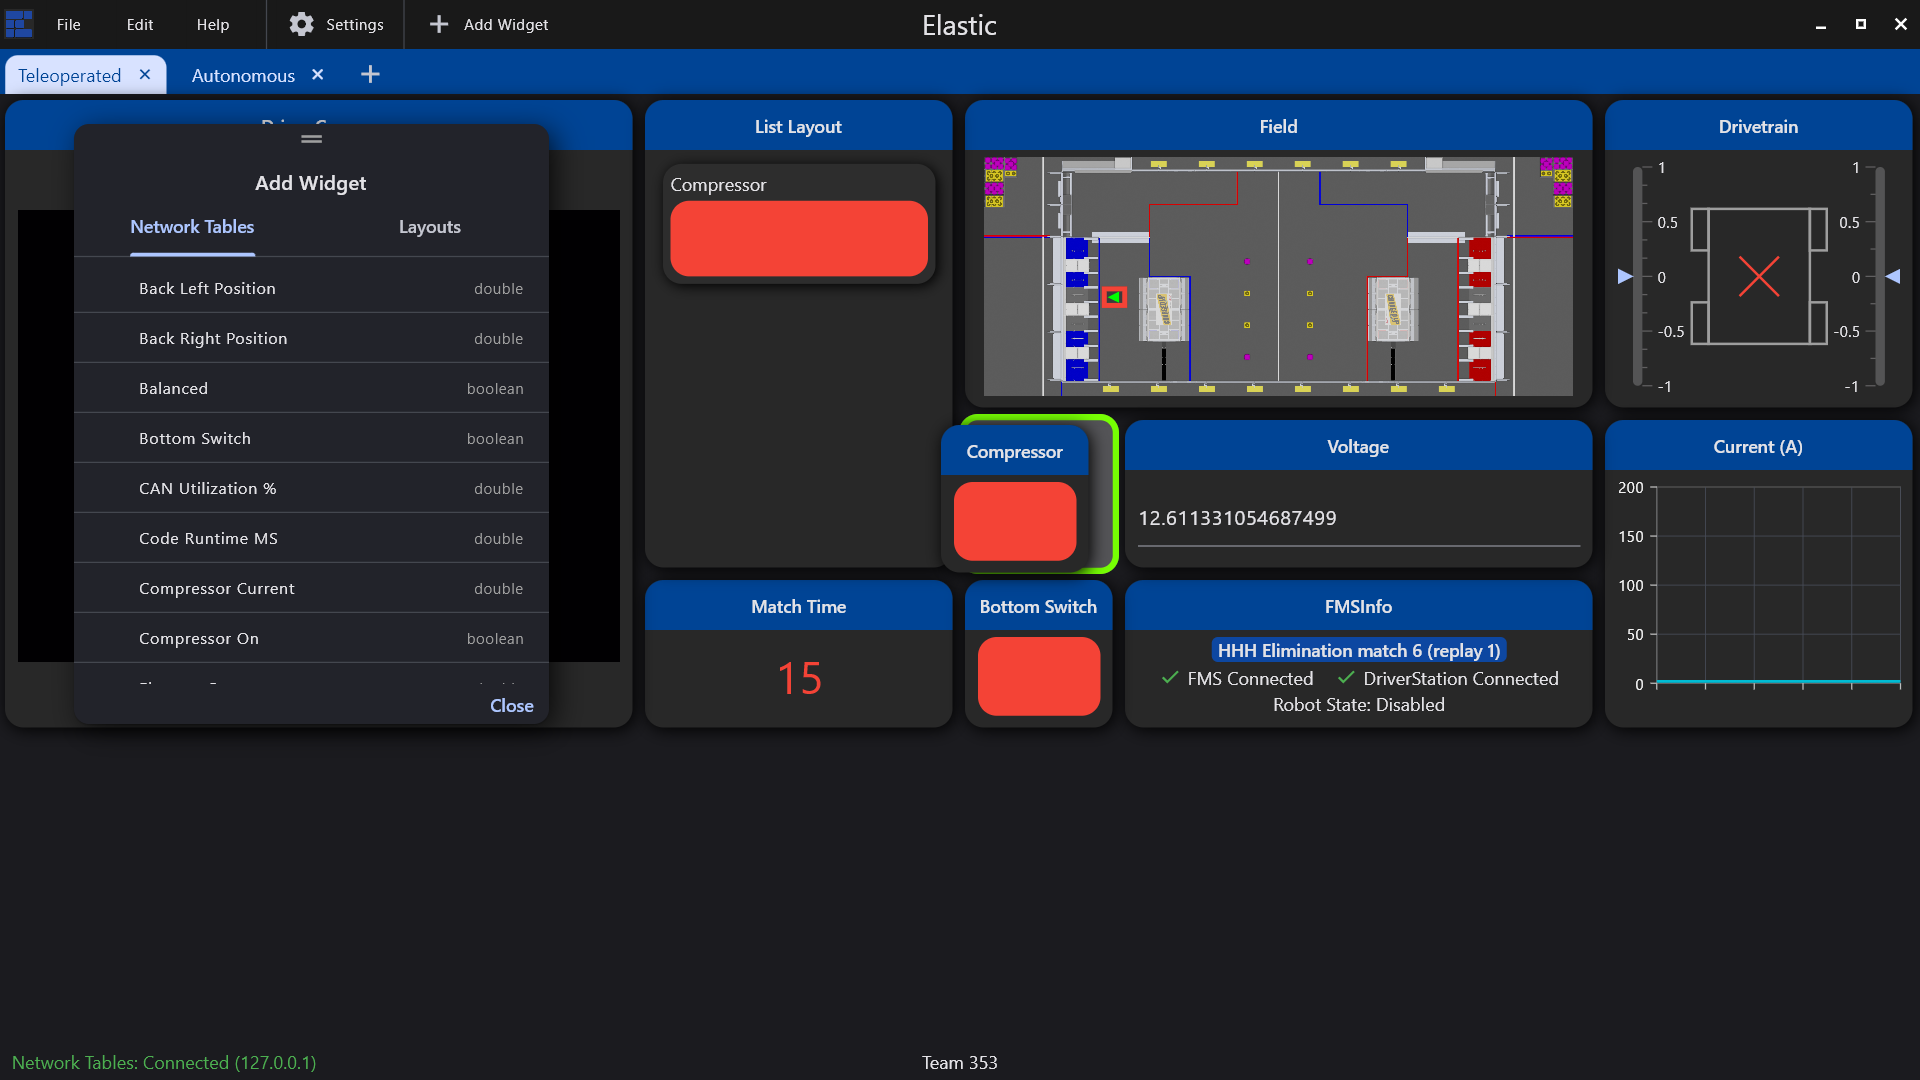 File Edit Help Settings Add Widget Elastic
Teleoperated Autonomous
Add Widget
Network Tables Layouts
Back Left Position double
Back Right Position double
Balanced boolean
Bottom Switch boolean
CAN Utilization % double
Code Runtime MS double
Compressor Current double
Compressor On boolean
Close
List Layout
Compressor
Field
Drivetrain
1 1
0.5 0.5
0 0
-0.5 -0.5
-1 -1
Compressor
Voltage
12.611331054687499
Current (A)
200
150
100
50
0
Match Time
15
Bottom Switch
FMSInfo
HHH Elimination match 6 (replay 1)
FMS Connected DriverStation Connected
Robot State: Disabled
Network Tables: Connected (127.0.0.1)
Team 353